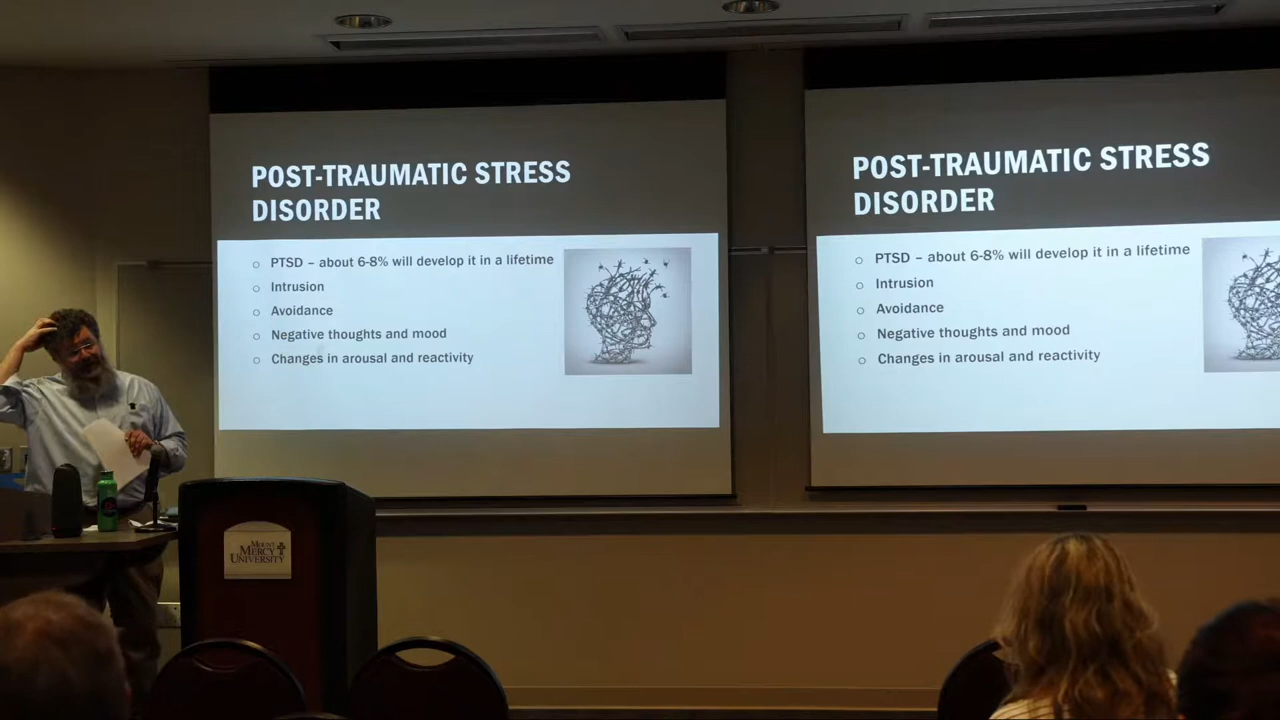 POST-TRAUMATIC STRESS
DISORDER
○ PTSD – about 6-8% will develop it in a lifetime
○ Intrusion
○ Avoidance
○ Negative thoughts and mood
○ Changes in arousal and reactivity
POST-TRAUMATIC STRESS
DISORDER
○ PTSD – about 6-8% will develop it in a lifetime
○ Intrusion
○ Avoidance
○ Negative thoughts and mood
○ Changes in arousal and reactivity
MOUNT
MERCY
UNIVERSITY